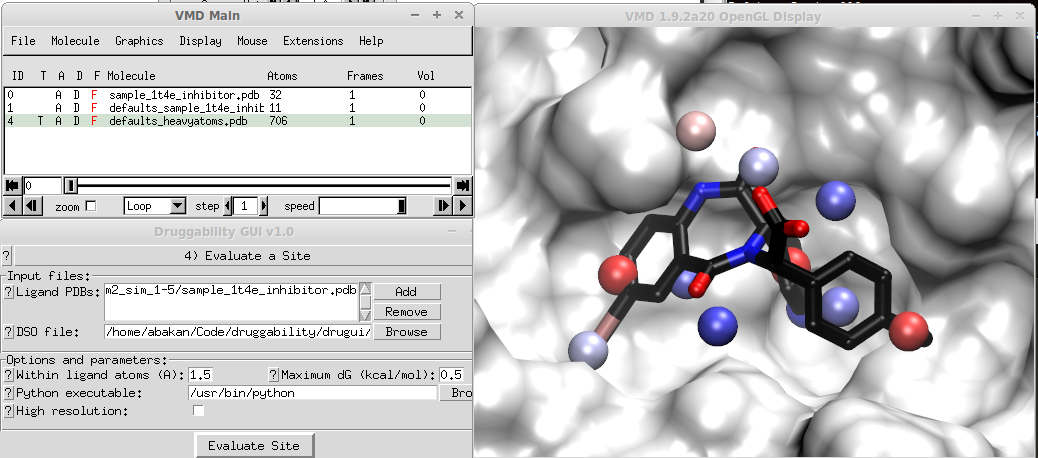 VMD Main
VMD 1.9.2a20 OpenGL Display
File Molecule Graphics Display Mouse Extensions Help
ID T A D F Molecule Atoms Frames Vol
0 A D F sample_1t4e_inhibitor.pdb 32 1 0
1 A D F defaults_sample_1t4e_inhib 11 1 0
4 T A D F defaults_heavyatoms.pdb 706 1 0
0
zoom Loop step 1 speed
Druggability GUI v1.0
? 4) Evaluate a Site
Input files:
? Ligand PDBs: m2_sim_1-5/sample_1t4e_inhibitor.pdb Add
Remove
? DSO file: /home/abakan/Code/druggability/drugui/ Browse
Options and parameters:
? Within ligand atoms (A): 1.5 ? Maximum dG (kcal/mol): 0.5
? Python executable: /usr/bin/python Bro
? High resolution:
Evaluate Site